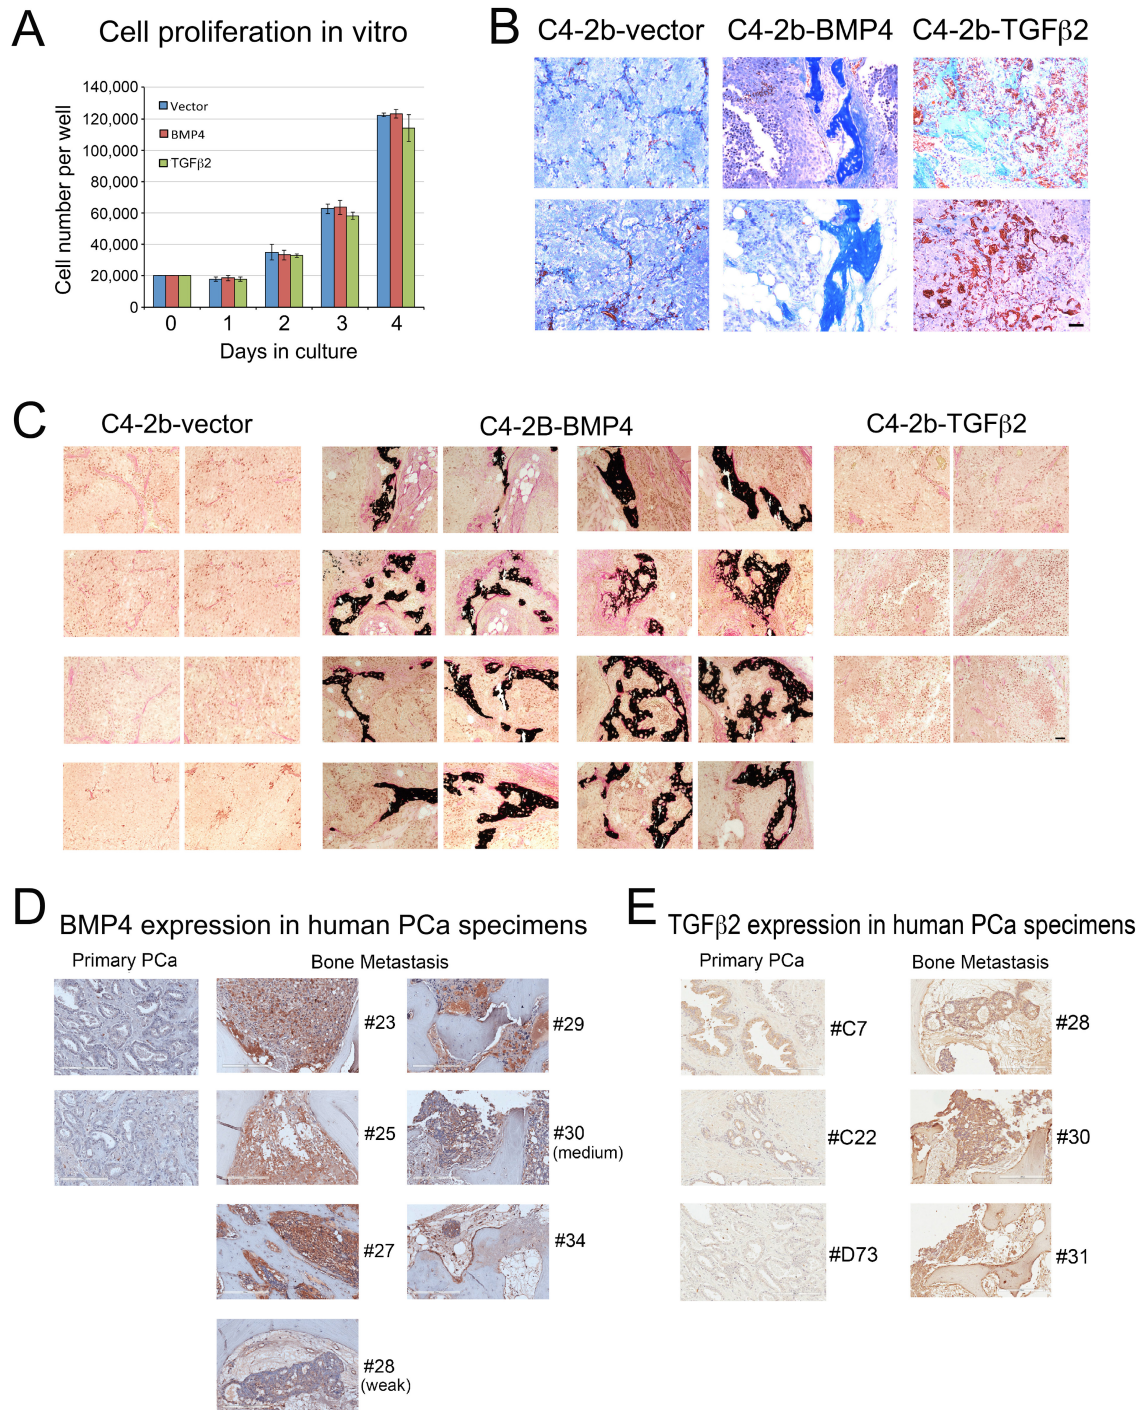 A
Cell proliferation in vitro
Cell number per well
140,000
120,000
100,000
80,000
60,000
40,000
20,000
0
Vector
BMP4
TGFβ2
0 1 2 3 4
Days in culture
B
C4-2b-vector C4-2b-BMP4 C4-2b-TGFβ2
C
C4-2b-vector C4-2B-BMP4 C4-2b-TGFβ2
D
BMP4 expression in human PCa specimens
Primary PCa Bone Metastasis
#23
#29
#25
#30
(medium)
#27
#34
#28
(weak)
E
TGFβ2 expression in human PCa specimens
Primary PCa Bone Metastasis
#C7
#28
#C22
#30
#D73
#31